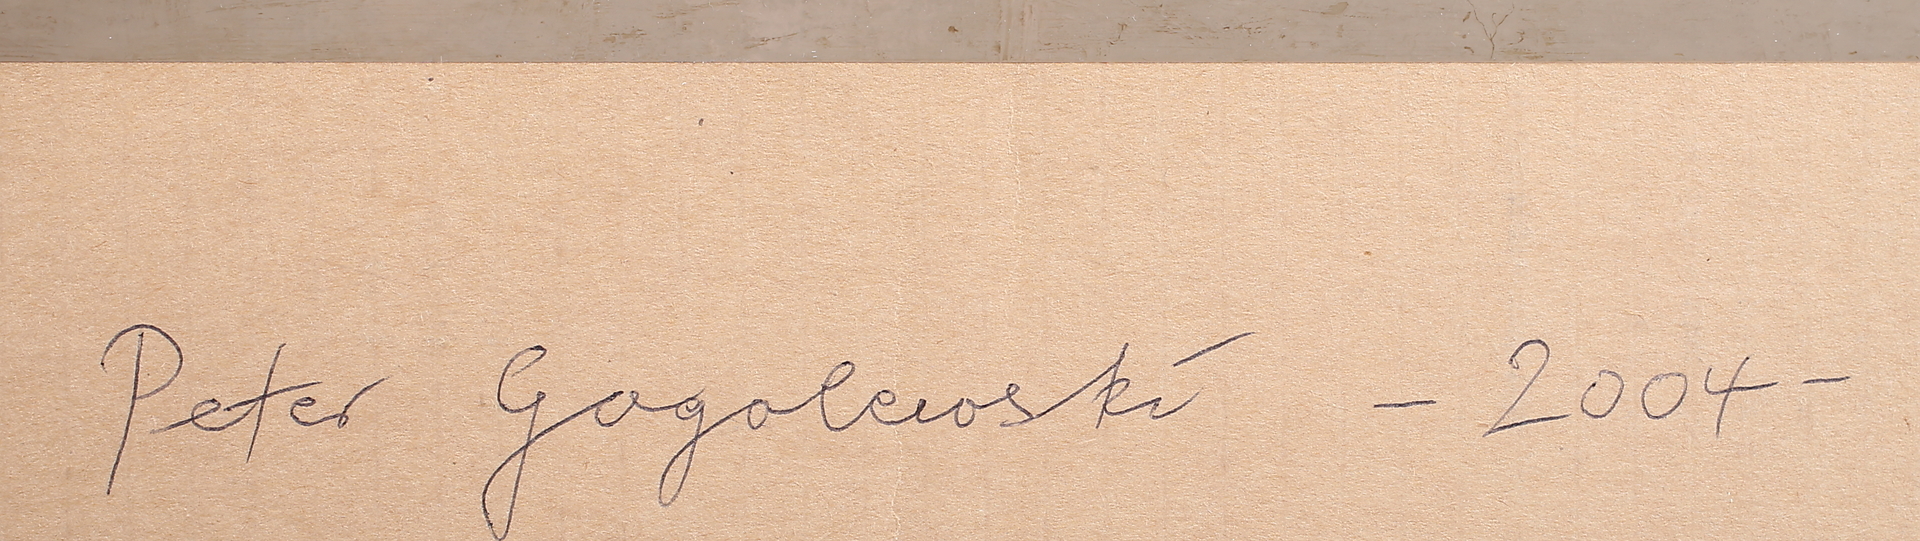 Peter Gogolewski - 2004 -